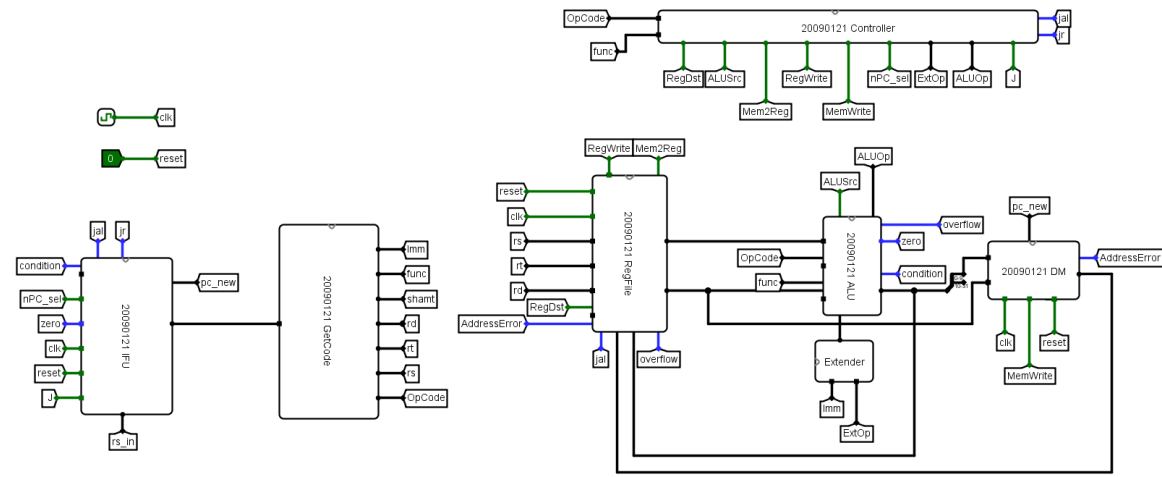 OpCode
20090121 Controller
jal
jr
func
RegDst
ALUSrc
RegWrite
nPC_sel
ExtOp
ALUOp
J
Mem2Reg
MemWrite
clk
0
reset
RegWrite
Mem2Reg
ALUOp
ALUSrc
reset
clk
rs
rt
rd
RegDst
AddressError
20090121 RegFile
jal
overflow
OpCode
func
20090121 ALU
overflow
zero
condition
pc_new
20090121 DM
AddressError
clk
reset
MemWrite
Extender
Imm
ExtOp
jal
jr
condition
nPC_sel
zero
clk
reset
J
20090121 IFU
pc_new
rs_in
20090121 GetCode
Imm
func
shamt
rd
rt
rs
OpCode